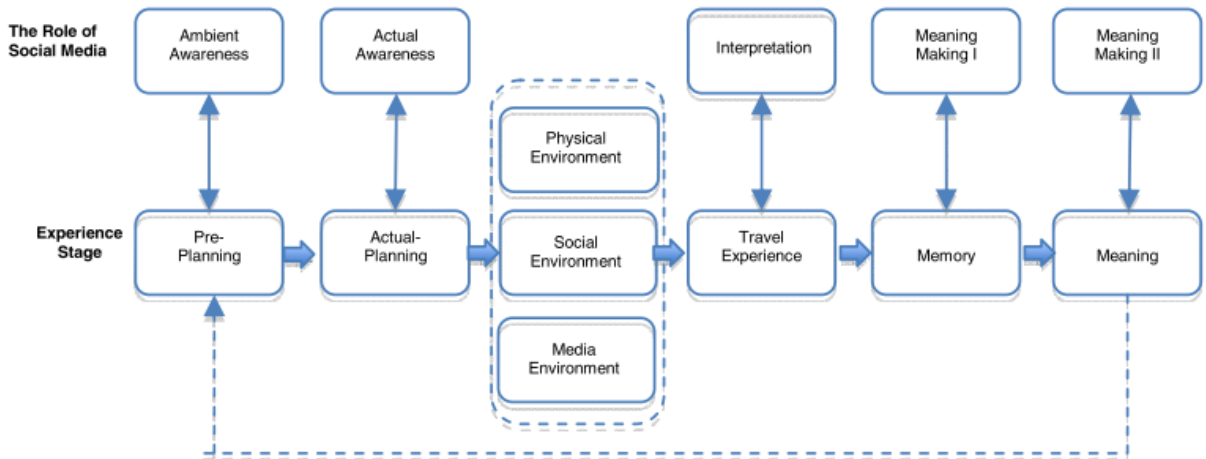 The Role of
Social Media
Ambient
Awareness
Actual
Awareness
Interpretation
Meaning
Making I
Meaning
Making II
Physical
Environment
Experience
Stage
Pre-
Planning
Actual-
Planning
Social
Environment
Travel
Experience
Memory
Meaning
Media
Environment